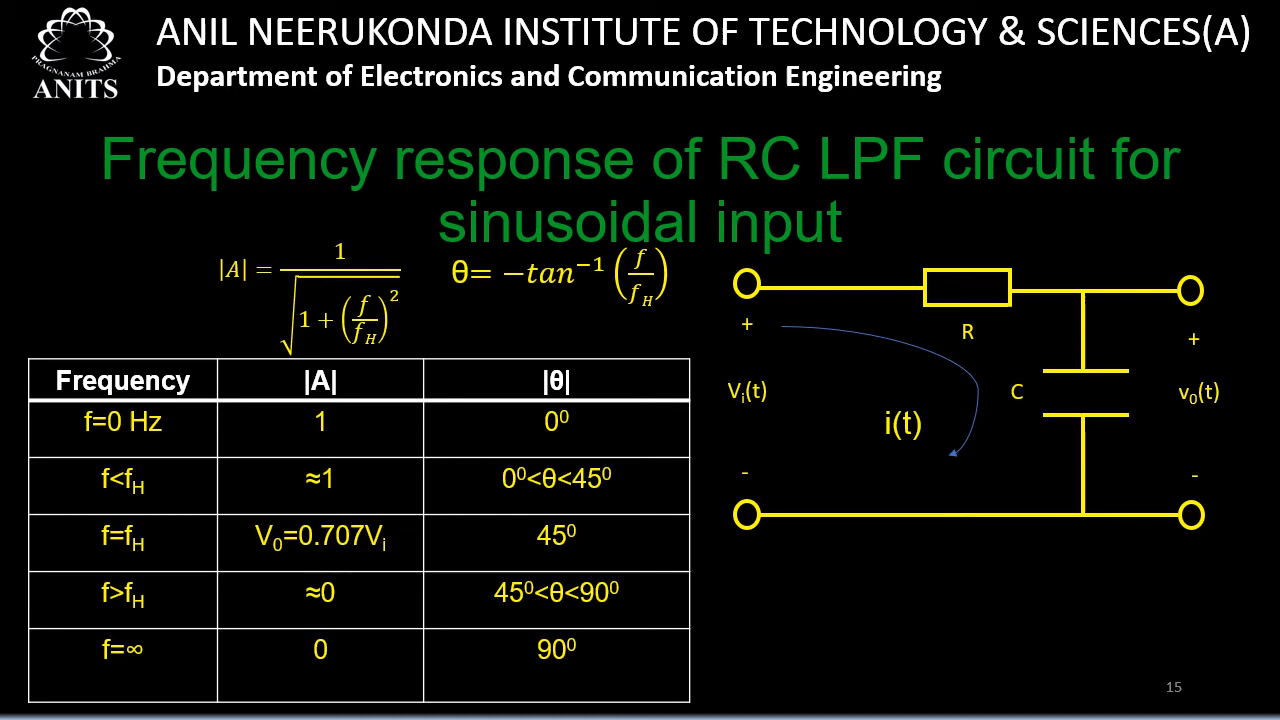 ANIL NEERUKONDA INSTITUTE OF TECHNOLOGY & SCIENCES(A)
Department of Electronics and Communication Engineering
PRAGNANAM BRAHMA
ANITS
Frequency response of RC LPF circuit for
sinusoidal input
|A| = 1 / √(1 + (f/f_H)²)
θ= −tan⁻¹ (f/f_H)
Frequency |A| |θ|
f=0 Hz 1 0⁰
f<f_H ≈1 0⁰<θ<45⁰
f=f_H V₀=0.707Vᵢ 45⁰
f>f_H ≈0 45⁰<θ<90⁰
f=∞ 0 90⁰
+ R +
Vᵢ(t) C v₀(t)
i(t)
- -
15